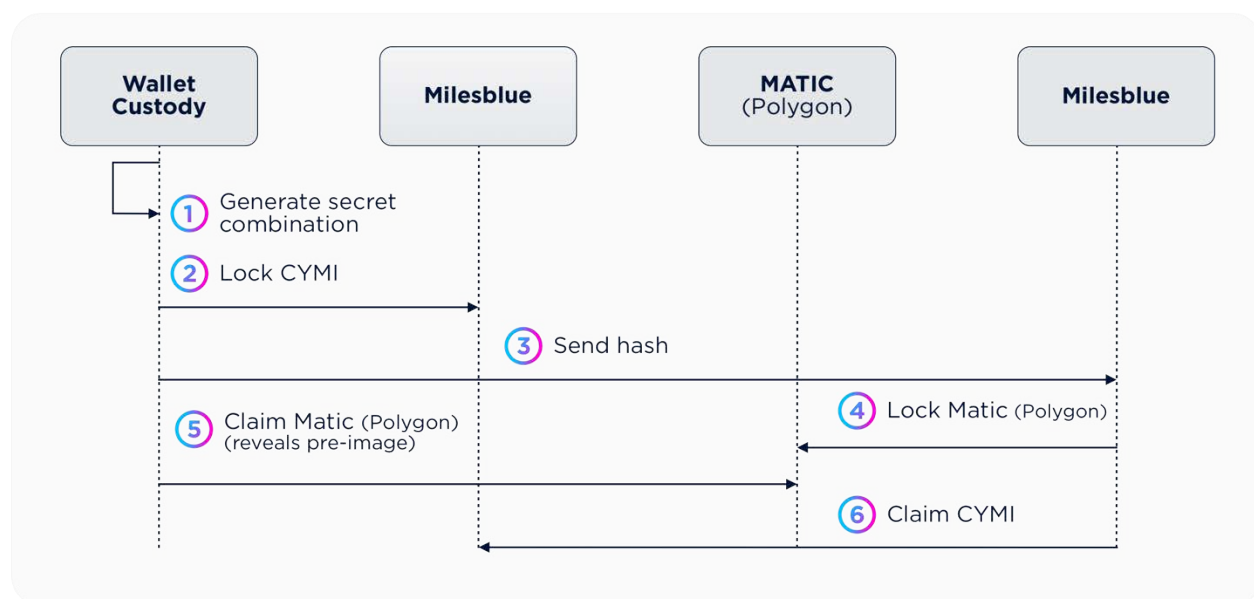 Wallet
Custody
Milesblue
MATIC
(Polygon)
Milesblue
1 Generate secret
combination
2 Lock CYMI
3 Send hash
4 Lock Matic (Polygon)
5 Claim Matic (Polygon)
(reveals pre-image)
6 Claim CYMI